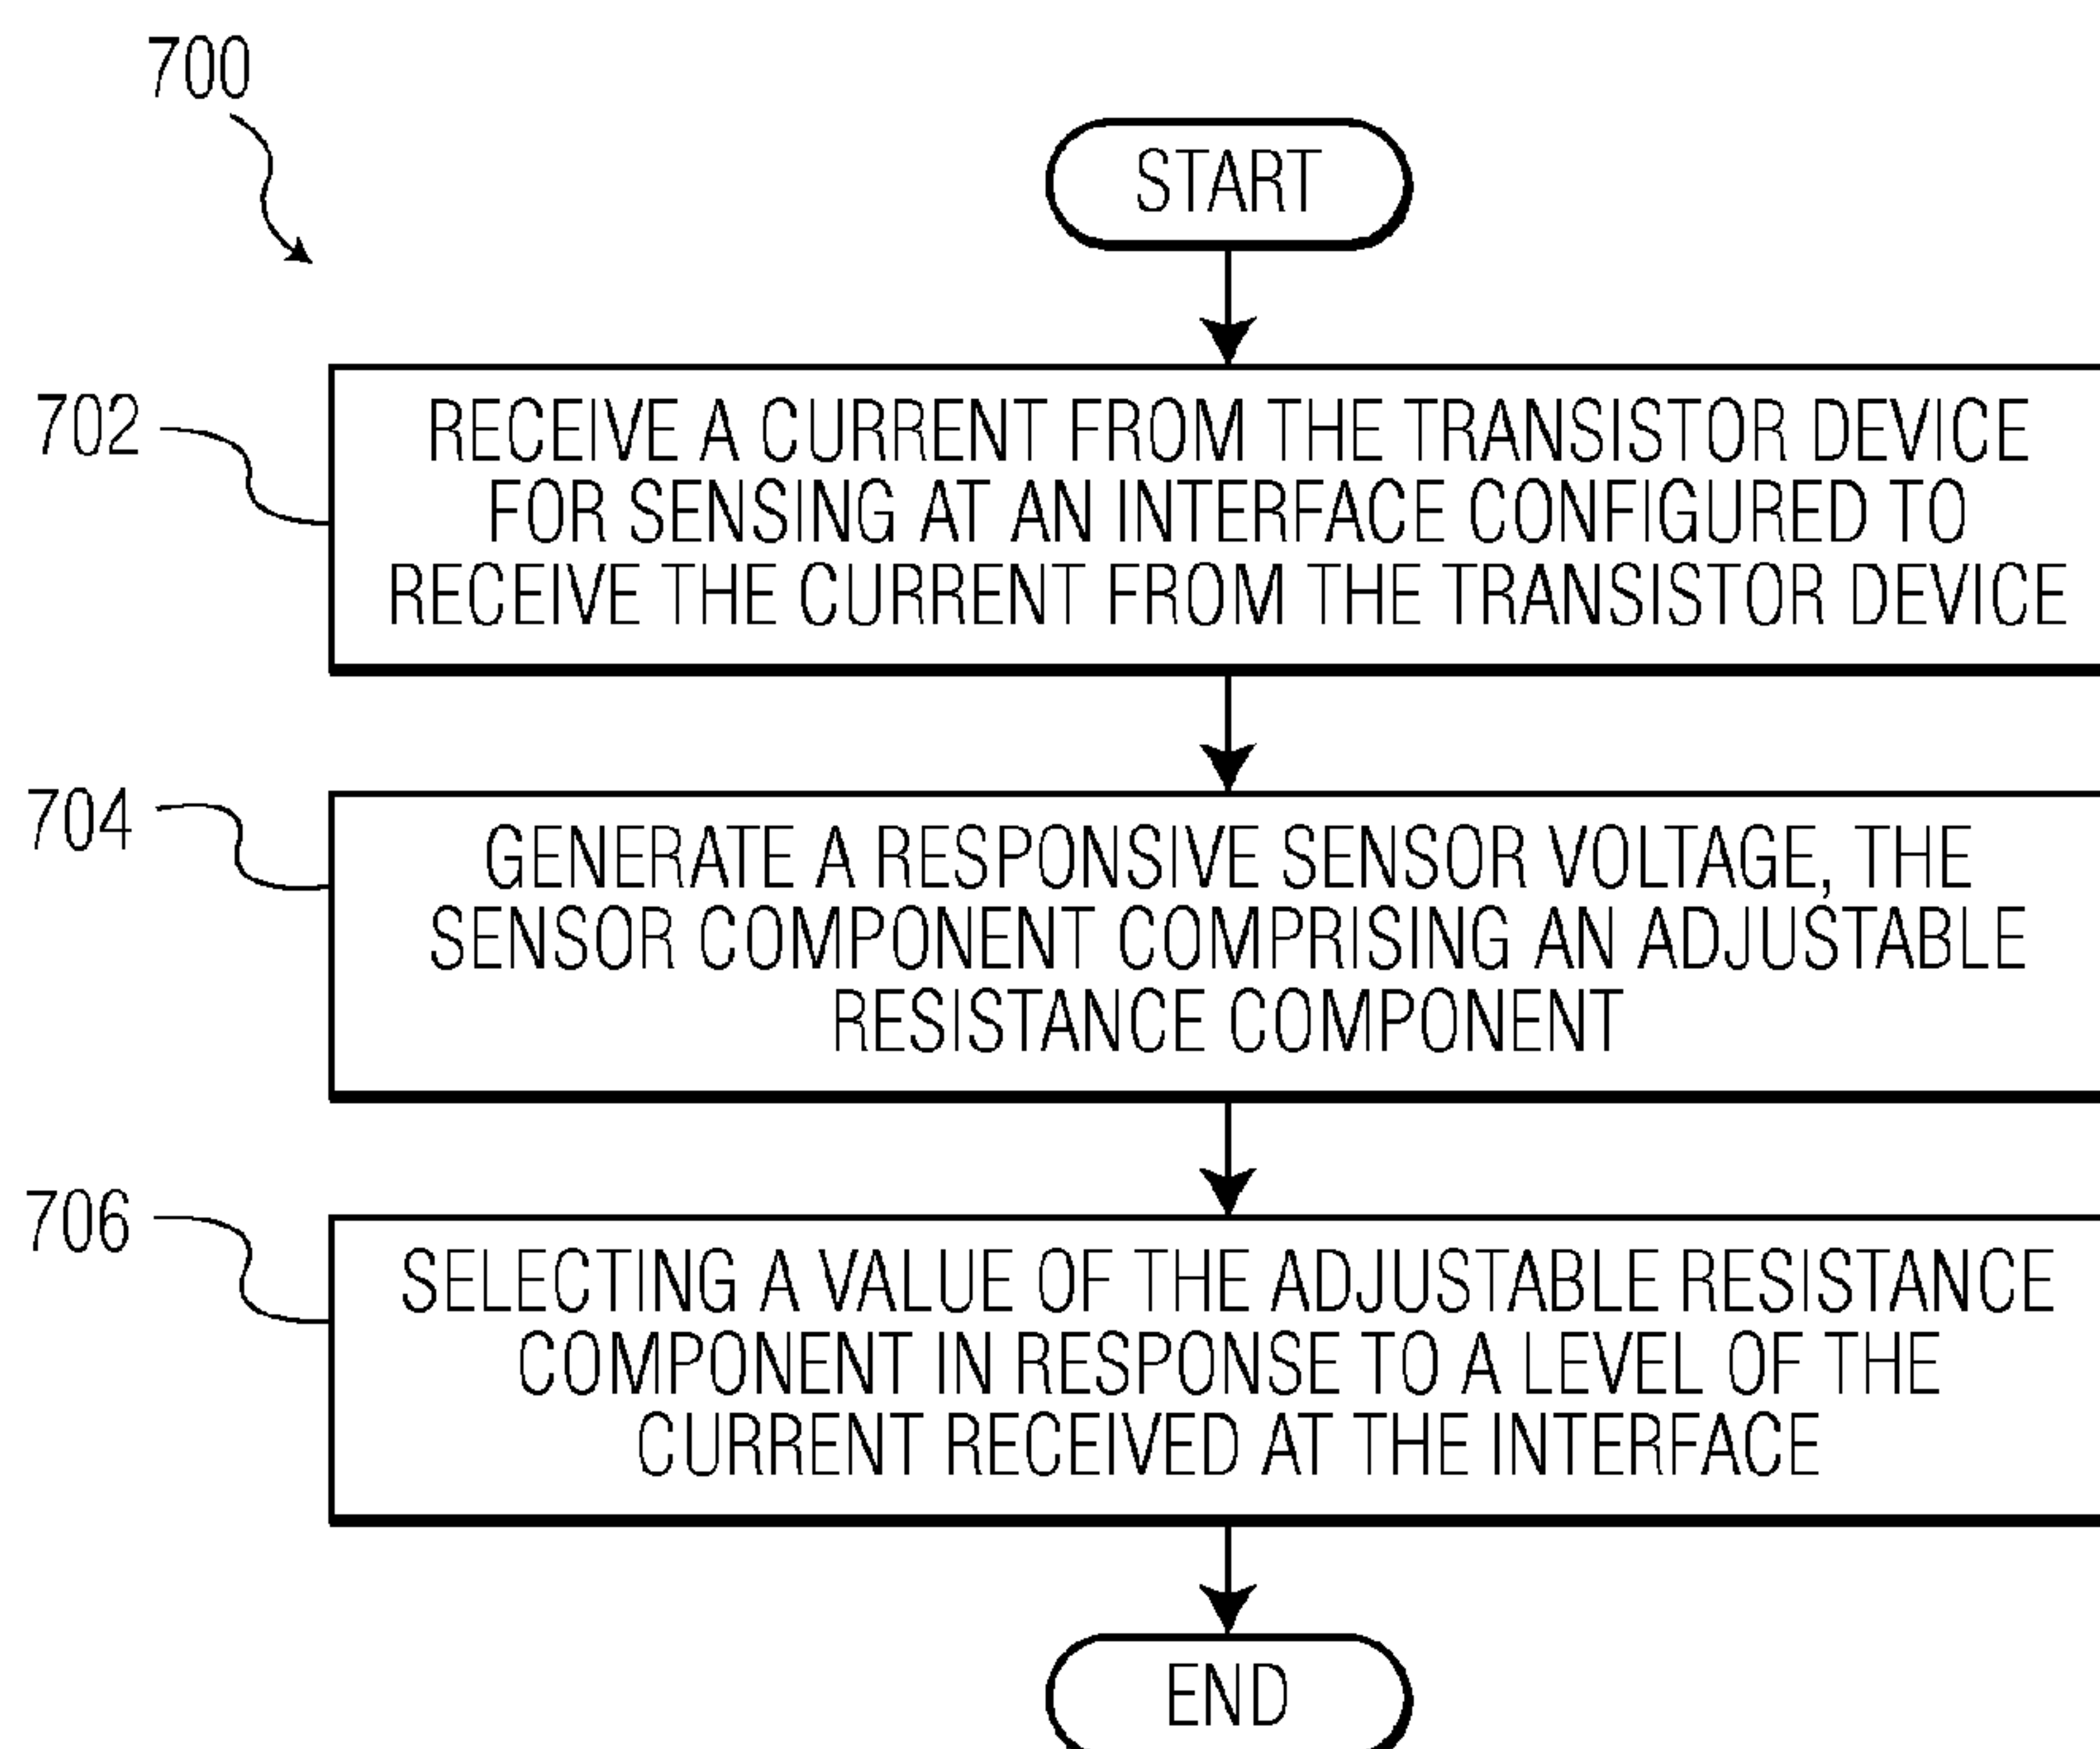 700
START
702
RECEIVE A CURRENT FROM THE TRANSISTOR DEVICE
FOR SENSING AT AN INTERFACE CONFIGURED TO
RECEIVE THE CURRENT FROM THE TRANSISTOR DEVICE
704
GENERATE A RESPONSIVE SENSOR VOLTAGE, THE
SENSOR COMPONENT COMPRISING AN ADJUSTABLE
RESISTANCE COMPONENT
706
SELECTING A VALUE OF THE ADJUSTABLE RESISTANCE
COMPONENT IN RESPONSE TO A LEVEL OF THE
CURRENT RECEIVED AT THE INTERFACE
END